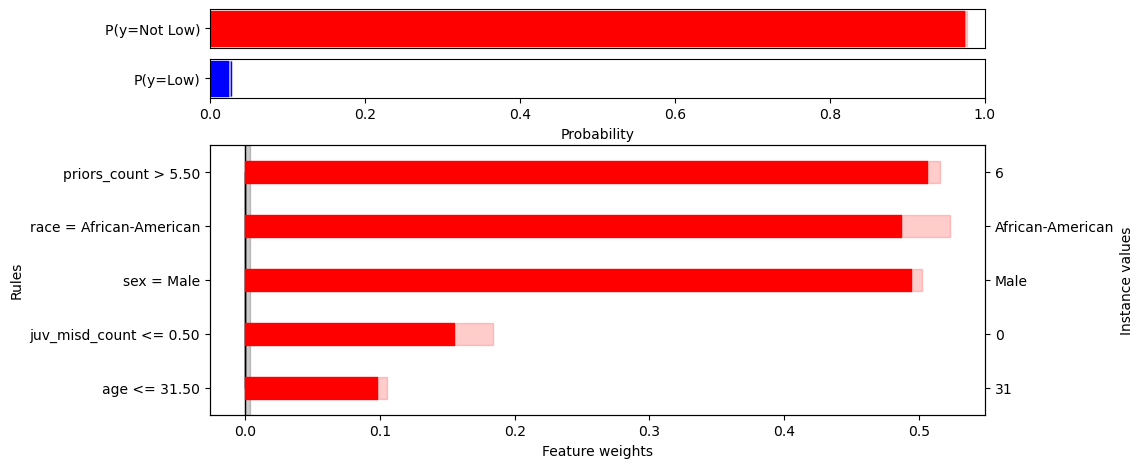 P(y=Not Low)
P(y=Low)
0.0 0.2 0.4 0.6 0.8 1.0
Probability
priors_count > 5.50 6
race = African-American African-American
sex = Male Male
juv_misd_count <= 0.50 0
age <= 31.50 31
Rules
Instance values
0.0 0.1 0.2 0.3 0.4 0.5
Feature weights